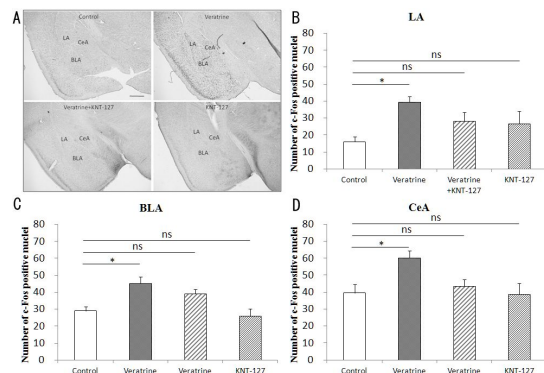 A
Control
LA
CeA
BLA
Veratrine
LA
CeA
BLA
Veratrine+KNT-127
LA
CeA
BLA
KNT-127
LA
CeA
BLA
B
LA
Number of c-Fos positive nuclei
80
70
60
50
40
30
20
10
0
ns
ns
*
Control
Veratrine
Veratrine
+KNT-127
KNT-127
C
BLA
Number of c-Fos positive nuclei
80
70
60
50
40
30
20
10
0
ns
ns
*
Control
Veratrine
Veratrine
KNT-127
D
CeA
Number of c-Fos positive nuclei
80
70
60
50
40
30
20
10
0
ns
ns
*
Control
Veratrine
Veratrine
KNT-127